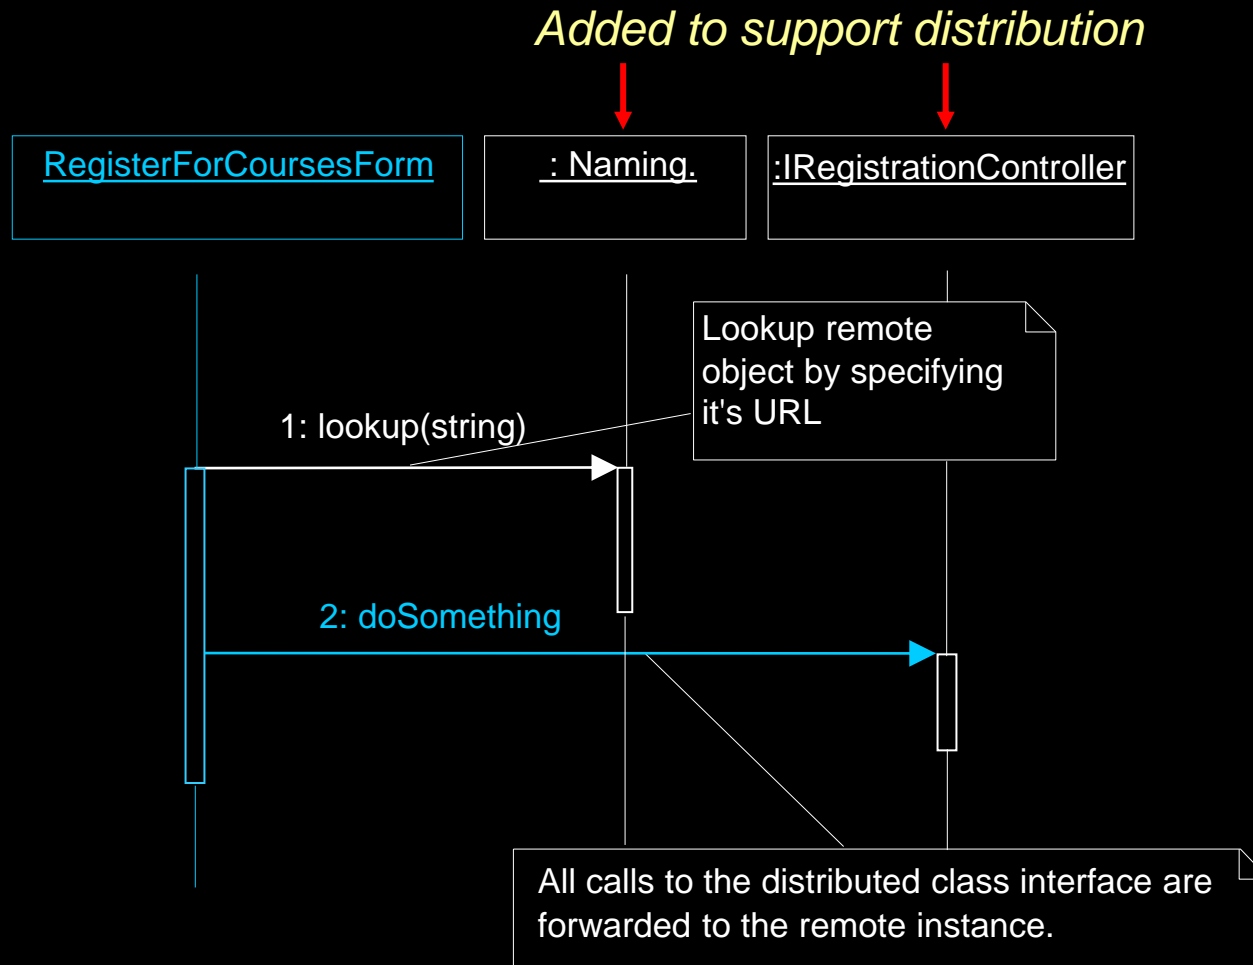 Added to support distribution
RegisterForCoursesForm
: Naming.
:IRegistrationController
Lookup remote
object by specifying
it's URL
1: lookup(string)
2: doSomething
All calls to the distributed class interface are
forwarded to the remote instance.